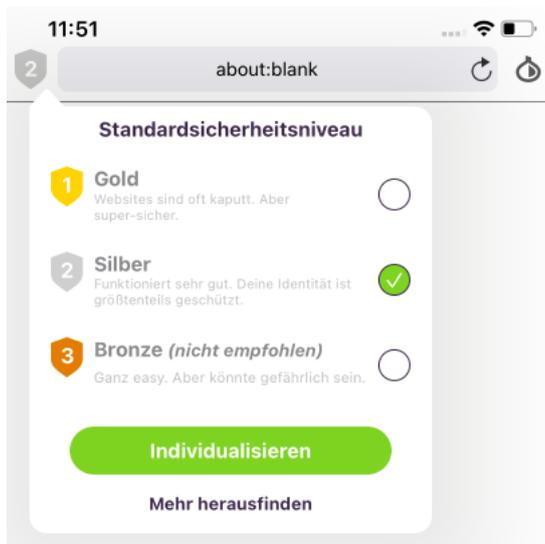 11:51
2
about:blank
Standardsicherheitsniveau
1
Gold
Websites sind oft kaputt. Aber
super-sicher.
2
Silber
Funktioniert sehr gut. Deine Identität ist
größtenteils geschützt.
3
Bronze (nicht empfohlen)
Ganz easy. Aber könnte gefährlich sein.
Individualisieren
Mehr herausfinden